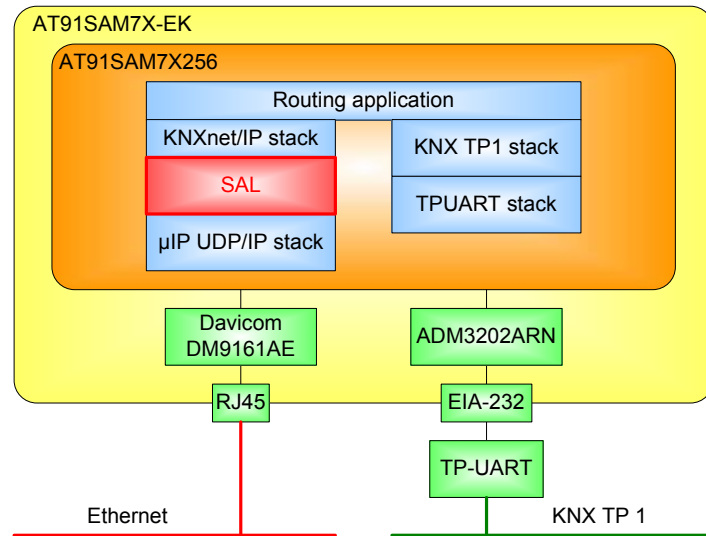 AT91SAM7X-EK
AT91SAM7X256
Routing application
KNXnet/IP stack
SAL
µIP UDP/IP stack
KNX TP1 stack
TPUART stack
Davicom
DM9161AE
ADM3202ARN
RJ45
EIA-232
TP-UART
Ethernet
KNX TP 1